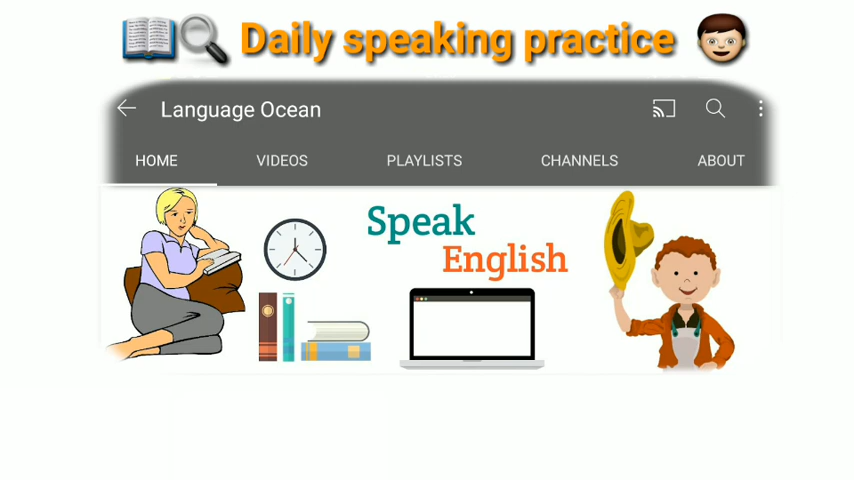 Daily speaking practice
Language Ocean
HOME VIDEOS PLAYLISTS CHANNELS ABOUT
Speak
English